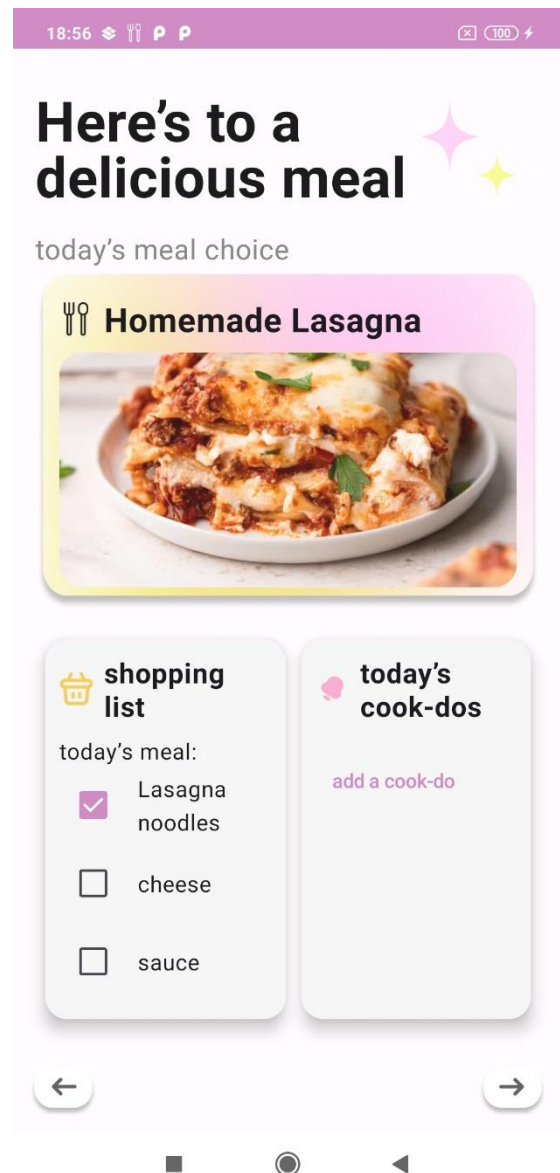 18:56
100
Here’s to a
delicious meal
today’s meal choice
Homemade Lasagna
shopping
list
today’s meal:
Lasagna
noodles
cheese
sauce
today’s
cook-dos
add a cook-do